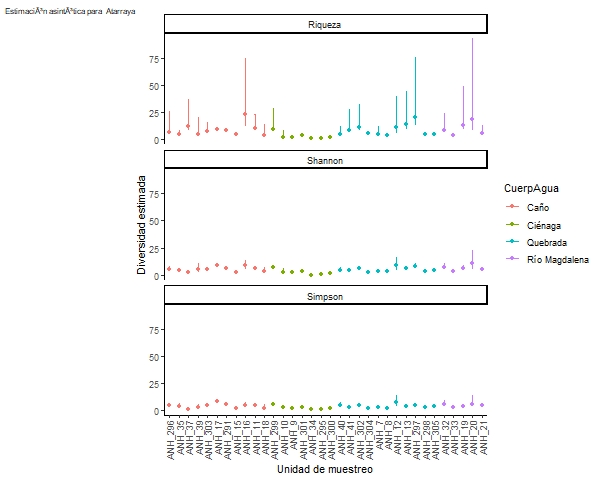 EstimaciÃ³n asintÃ³tica para Atarraya
Riqueza
75
50
25
0
Shannon
75
50
25
0
Simpson
75
50
25
0
Diversidad estimada
ANH_296
ANH_35
ANH_37
ANH_39
ANH_303
ANH_17
ANH_291
ANH_15
ANH_16
ANH_11
ANH_18
ANH_299
ANH_10
ANH_9
ANH_301
ANH_34
ANH_295
ANH_300
ANH_40
ANH_41
ANH_302
ANH_304
ANH_7
ANH_8
ANH_12
ANH_13
ANH_297
ANH_298
ANH_305
ANH_32
ANH_33
ANH_19
ANH_20
ANH_21
Unidad de muestreo
CuerpAgua
Caño
Ciénaga
Quebrada
Río Magdalena